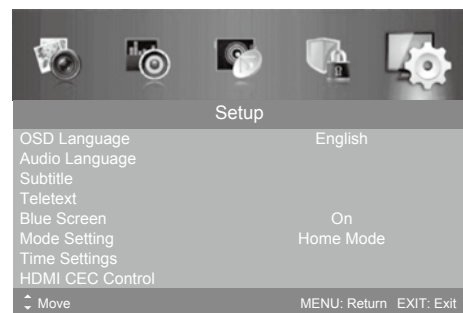 Setup
OSD Language English
Audio Language
Subtitle
Teletext
Blue Screen On
Mode Setting Home Mode
Time Settings
HDMI CEC Control
Move MENU: Return EXIT: Exit